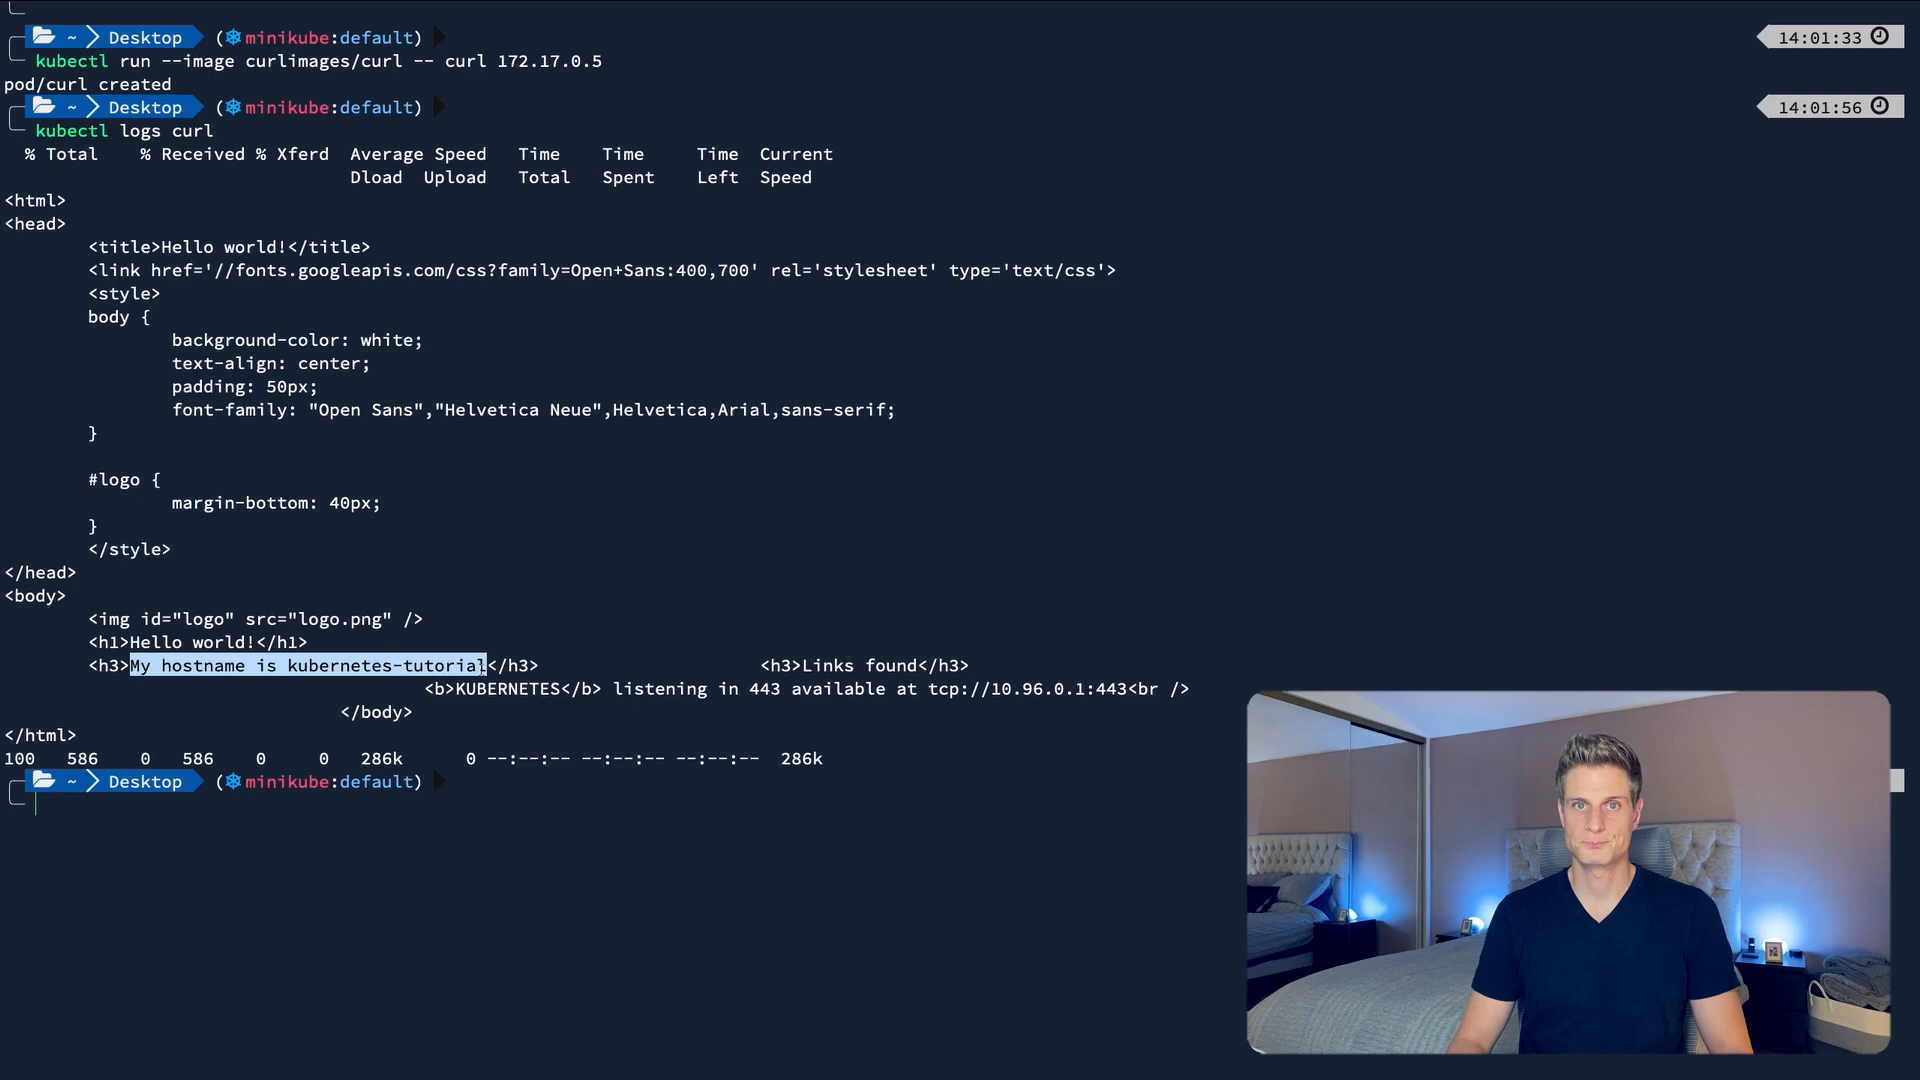 ~ Desktop (minikube:default) 14:01:33
kubectl run --image curlimages/curl -- curl 172.17.0.5
pod/curl created
~ Desktop (minikube:default) 14:01:56
kubectl logs curl
% Total % Received % Xferd Average Speed Time Time Time Current
Dload Upload Total Spent Left Speed
<html>
<head>
<title>Hello world!</title>
<link href='//fonts.googleapis.com/css?family=Open+Sans:400,700' rel='stylesheet' type='text/css'>
<style>
body {
background-color: white;
text-align: center;
padding: 50px;
font-family: "Open Sans","Helvetica Neue",Helvetica,Arial,sans-serif;
}
#logo {
margin-bottom: 40px;
}
</style>
</head>
<body>
<img id="logo" src="logo.png" />
<h1>Hello world!</h1>
<h3>My hostname is kubernetes-tutorial</h3> <h3>Links found</h3>
<b>KUBERNETES</b> listening in 443 available at tcp://10.96.0.1:443<br />
</body>
</html>
100 586 0 586 0 0 286k 0 --:--:-- --:--:-- --:--:-- 286k
~ Desktop (minikube:default)